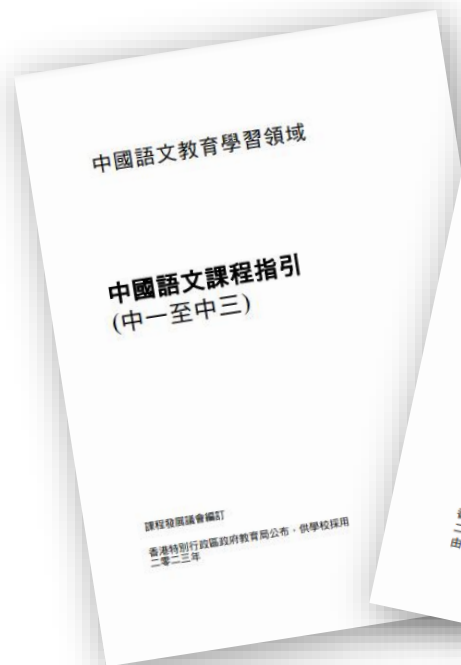 中國語文教育學習領域
中國語文課程指引
(中一至中三)
課程發展議會編訂
香港特別行政區政府教育局公布，供學校採用
二零二三年
二
由